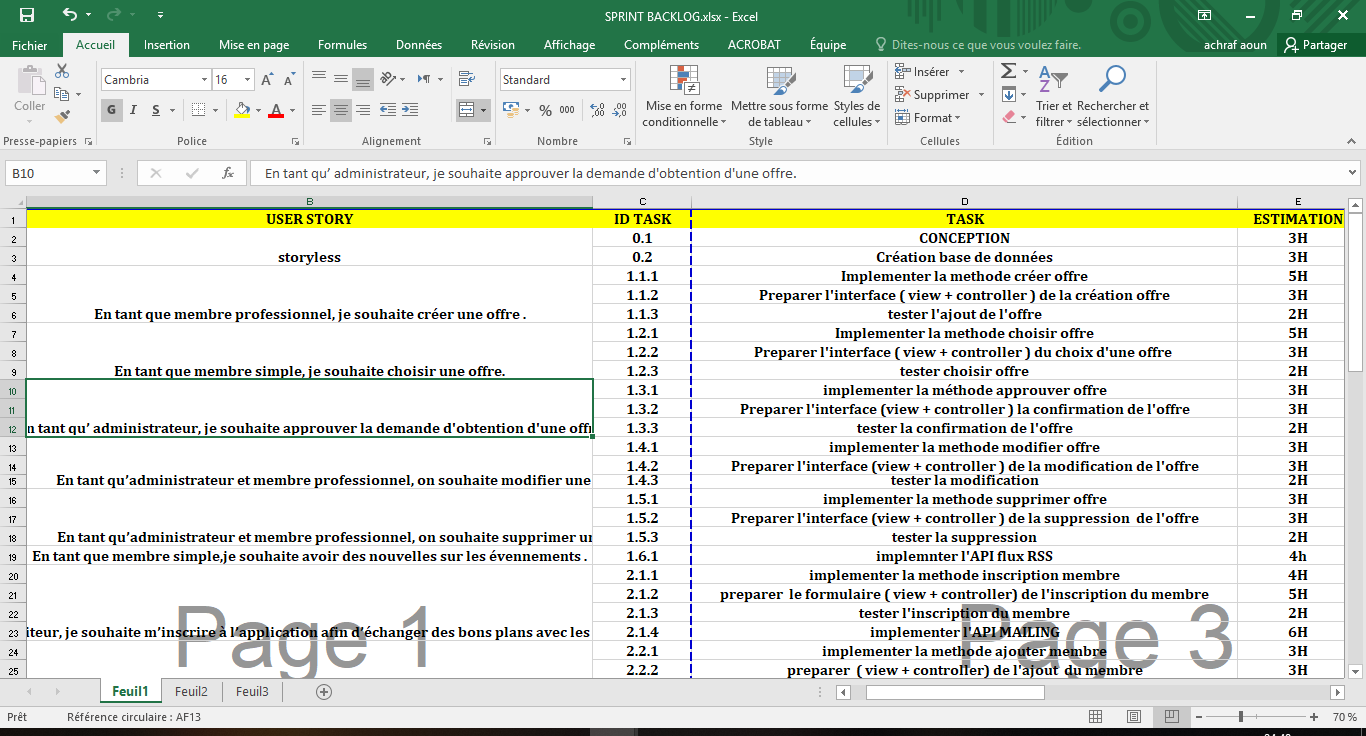 SPRINT BACKLOG.xlsx - Excel
Fichier Accueil Insertion Mise en page Formules Données Révision Affichage Compléments ACROBAT Équipe Dites-nous ce que vous voulez faire. achraf aoun Partager
Coller Cambria 16 Standard Mise en forme conditionnelle Mettre sous forme de tableau Styles de cellules Insérer Supprimer Format Trier et filtrer Rechercher et sélectionner
G I S % 000
Presse-papiers Police Alignement Nombre Style Cellules Édition
B10 fx En tant qu’ administrateur, je souhaite approuver la demande d'obtention d'une offre.
B C D E
1 USER STORY ID TASK TASK ESTIMATION
2 0.1 CONCEPTION 3H
3 storyless 0.2 Création base de données 3H
4 1.1.1 Implementer la methode créer offre 5H
5 1.1.2 Preparer l'interface ( view + controller ) de la création offre 3H
6 En tant que membre professionnel, je souhaite créer une offre . 1.1.3 tester l'ajout de l'offre 2H
7 1.2.1 Implementer la methode choisir offre 5H
8 1.2.2 Preparer l'interface ( view + controller ) du choix d'une offre 3H
9 En tant que membre simple, je souhaite choisir une offre. 1.2.3 tester choisir offre 2H
10 1.3.1 implementer la méthode approuver offre 3H
11 1.3.2 Preparer l'interface (view + controller ) la confirmation de l'offre 3H
12 n tant qu’ administrateur, je souhaite approuver la demande d'obtention d'une offr 1.3.3 tester la confirmation de l'offre 2H
13 1.4.1 implementer la methode modifier offre 3H
14 1.4.2 Preparer l'interface (view + controller ) de la modification de l'offre 3H
15 En tant qu’administrateur et membre professionnel, on souhaite modifier une 1.4.3 tester la modification 2H
16 1.5.1 implementer la methode supprimer offre 3H
17 1.5.2 Preparer l'interface (view + controller ) de la suppression de l'offre 3H
18 En tant qu’administrateur et membre professionnel, on souhaite supprimer un 1.5.3 tester la suppression 2H
19 En tant que membre simple,je souhaite avoir des nouvelles sur les évennements . 1.6.1 implemnter l'API flux RSS 4h
20 2.1.1 implementer la methode inscription membre 4H
21 2.1.2 preparer le formulaire ( view + controller) de l'inscription du membre 5H
22 2.1.3 tester l'inscription du membre 2H
23 iteur, je souhaite m’inscrire à l’application afin d’échanger des bons plans avec les 2.1.4 implementer l'API MAILING 6H
24 2.2.1 implementer la methode ajouter membre 3H
25 2.2.2 preparer ( view + controller) de l'ajout du membre 3H
Page 1 Page 3
Feuil1 Feuil2 Feuil3
Prêt Référence circulaire : AF13 70 %